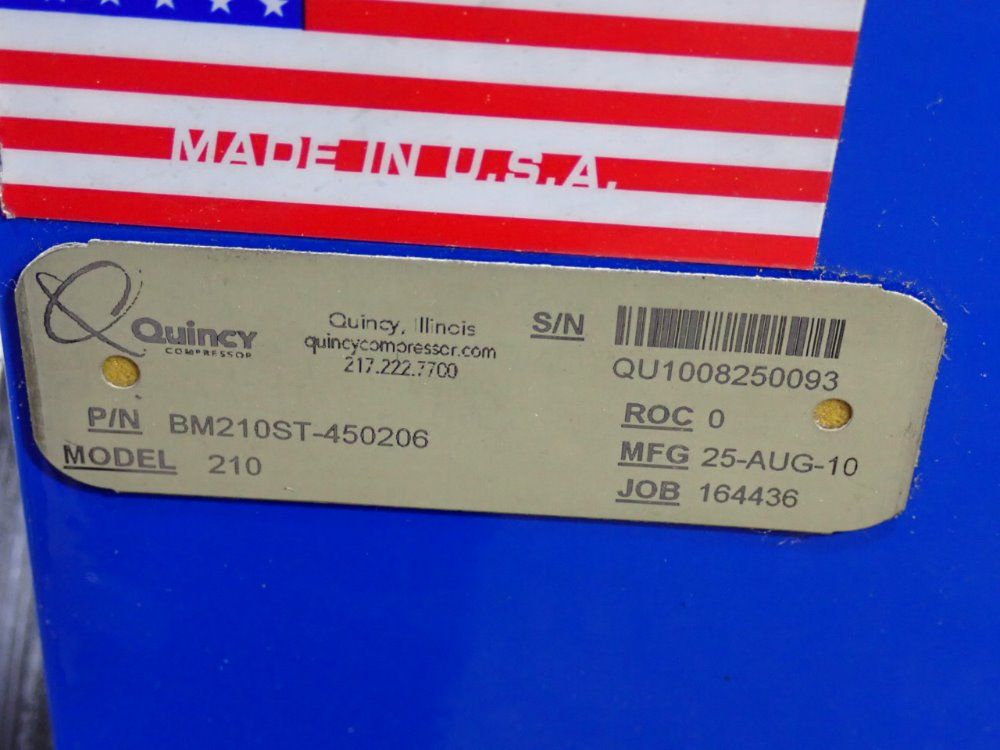 MADE IN U.S.A.
Quincy
COMPRESSOR
Quincy, Illinois
quincycompressor.com
217.222.7700
S/N
QU1008250093
P/N BM210ST-450206
MODEL 210
ROC 0
MFG 25-AUG-10
JOB 164436